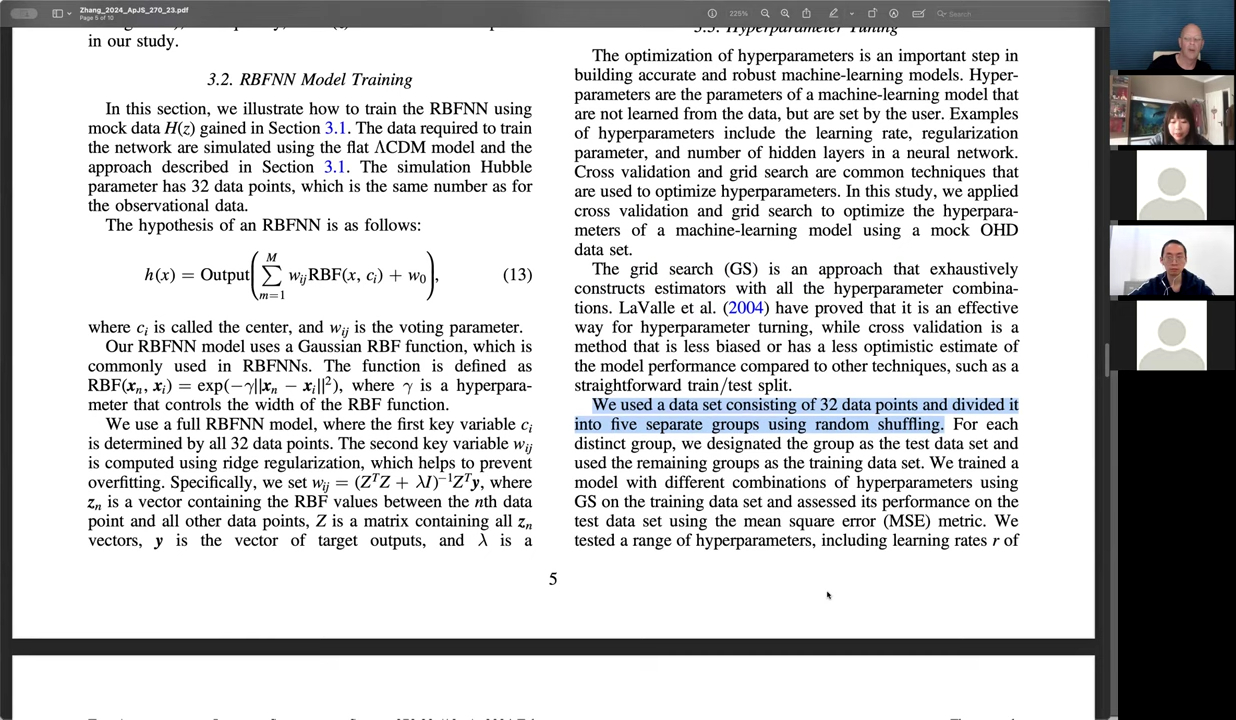 Zhang_2024_ApJS_270_23.pdf
Page 5 of 10
225%
Search
in our study.
3.2. RBFNN Model Training
In this section, we illustrate how to train the RBFNN using
mock data H(z) gained in Section 3.1. The data required to train
the network are simulated using the flat ΛCDM model and the
approach described in Section 3.1. The simulation Hubble
parameter has 32 data points, which is the same number as for
the observational data.
The hypothesis of an RBFNN is as follows:
h(x) = Output(∑_{m=1}^{M} w_{ij}RBF(x, c_i) + w_0), (13)
where c_i is called the center, and w_{ij} is the voting parameter.
Our RBFNN model uses a Gaussian RBF function, which is
commonly used in RBFNNs. The function is defined as
RBF(x_n, x_i) = exp(−γ||x_n − x_i||²), where γ is a hyperpara-
meter that controls the width of the RBF function.
We use a full RBFNN model, where the first key variable c_i
is determined by all 32 data points. The second key variable w_{ij}
is computed using ridge regularization, which helps to prevent
overfitting. Specifically, we set w_{ij} = (Z^T Z + λI)^{−1}Z^T y, where
z_n is a vector containing the RBF values between the nth data
point and all other data points, Z is a matrix containing all z_n
vectors, y is the vector of target outputs, and λ is a
3.3. Hyperparameter Tuning
The optimization of hyperparameters is an important step in
building accurate and robust machine-learning models. Hyper-
parameters are the parameters of a machine-learning model that
are not learned from the data, but are set by the user. Examples
of hyperparameters include the learning rate, regularization
parameter, and number of hidden layers in a neural network.
Cross validation and grid search are common techniques that
are used to optimize hyperparameters. In this study, we applied
cross validation and grid search to optimize the hyperpara-
meters of a machine-learning model using a mock OHD
data set.
The grid search (GS) is an approach that exhaustively
constructs estimators with all the hyperparameter combina-
tions. LaValle et al. (2004) have proved that it is an effective
way for hyperparameter turning, while cross validation is a
method that is less biased or has a less optimistic estimate of
the model performance compared to other techniques, such as a
straightforward train/test split.
We used a data set consisting of 32 data points and divided it
into five separate groups using random shuffling. For each
distinct group, we designated the group as the test data set and
used the remaining groups as the training data set. We trained a
model with different combinations of hyperparameters using
GS on the training data set and assessed its performance on the
test data set using the mean square error (MSE) metric. We
tested a range of hyperparameters, including learning rates r of
5